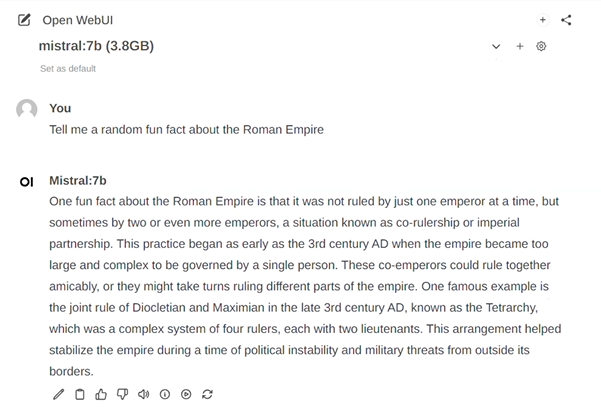 Open WebUI
mistral:7b (3.8GB)
Set as default
You
Tell me a random fun fact about the Roman Empire
OI Mistral:7b
One fun fact about the Roman Empire is that it was not ruled by just one emperor at a time, but
sometimes by two or even more emperors, a situation known as co-rulership or imperial
partnership. This practice began as early as the 3rd century AD when the empire became too
large and complex to be governed by a single person. These co-emperors could rule together
amicably, or they might take turns ruling different parts of the empire. One famous example is
the joint rule of Diocletian and Maximian in the late 3rd century AD, known as the Tetrarchy,
which was a complex system of four rulers, each with two lieutenants. This arrangement helped
stabilize the empire during a time of political instability and military threats from outside its
borders.